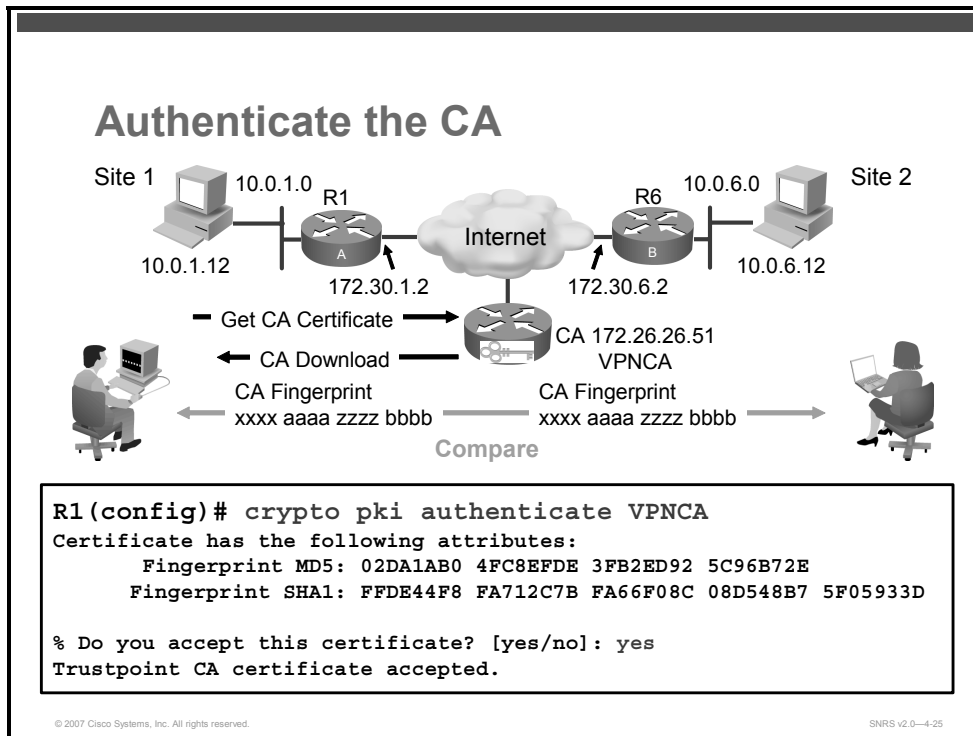 Authenticate the CA
Site 1
10.0.1.0
R1
A
10.0.1.12
172.30.1.2
Internet
R6
B
10.0.6.0
Site 2
172.30.6.2
10.0.6.12
Get CA Certificate
CA 172.26.26.51
VPNCA
CA Download
CA Fingerprint
xxxx aaaa zzzz bbbb
CA Fingerprint
xxxx aaaa zzzz bbbb
Compare
R1(config)# crypto pki authenticate VPNCA
Certificate has the following attributes:
Fingerprint MD5: 02DA1AB0 4FC8EFDE 3FB2ED92 5C96B72E
Fingerprint SHA1: FFDE44F8 FA712C7B FA66F08C 08D548B7 5F05933D
% Do you accept this certificate? [yes/no]: yes
Trustpoint CA certificate accepted.
© 2007 Cisco Systems, Inc. All rights reserved.
SNRS v2.0—4-25